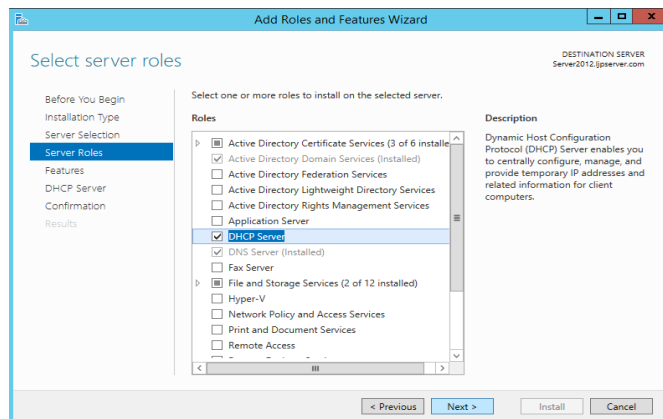 Add Roles and Features Wizard
Select server roles
DESTINATION SERVER
Server2012.ljpserver.com
Before You Begin
Installation Type
Server Selection
Server Roles
Features
DHCP Server
Confirmation
Results
Select one or more roles to install on the selected server.
Roles
Active Directory Certificate Services (3 of 6 installe
Active Directory Domain Services (Installed)
Active Directory Federation Services
Active Directory Lightweight Directory Services
Active Directory Rights Management Services
Application Server
DHCP Server
DNS Server (Installed)
Fax Server
File and Storage Services (2 of 12 installed)
Hyper-V
Network Policy and Access Services
Print and Document Services
Remote Access
Description
Dynamic Host Configuration
Protocol (DHCP) Server enables you
to centrally configure, manage, and
provide temporary IP addresses and
related information for client
computers.
< Previous
Next >
Install
Cancel